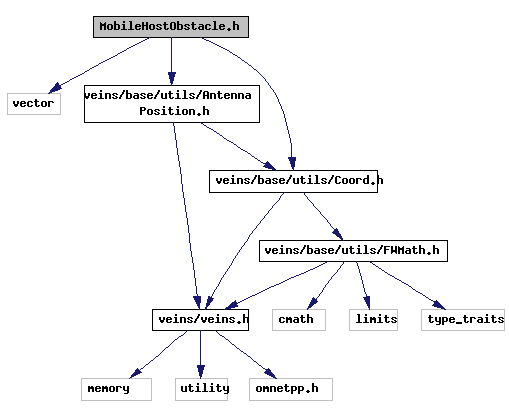 MobileHostObstacle.h
vector
veins/base/utils/Antenna
Position.h
veins/base/utils/Coord.h
veins/base/utils/FWMath.h
veins/veins.h
cmath
limits
type_traits
memory
utility
omnetpp.h